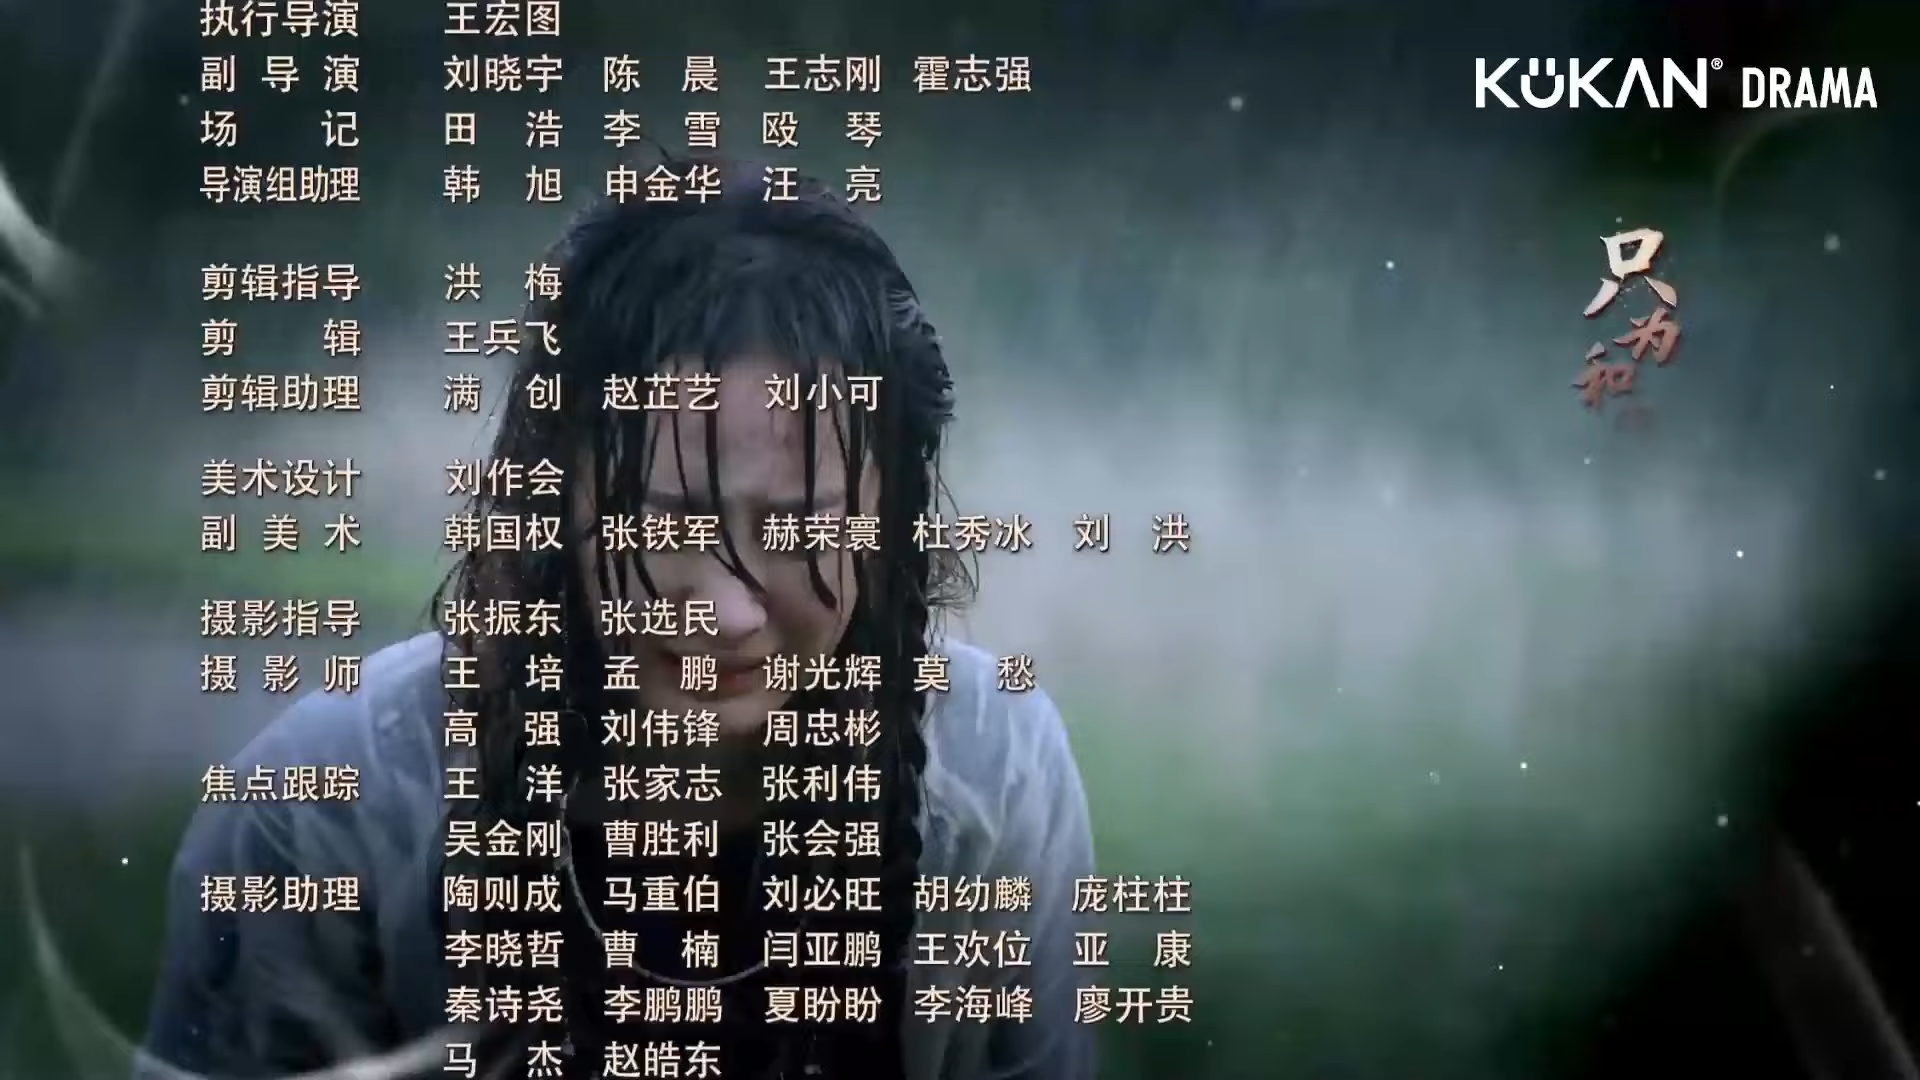 执行导演 王宏图
副导演 刘晓宇 陈晨 王志刚 霍志强
场记 田浩 李雪 殴琴
导演组助理 韩旭 申金华 汪亮
剪辑指导 洪梅
剪辑 王兵飞
剪辑助理 满创 赵芷艺 刘小可
美术设计 刘作会
副美术 韩国权 张铁军 赫荣寰 杜秀冰 刘洪
摄影指导 张振东 张选民
摄影师 王培 孟鹏 谢光辉 莫愁
高强 刘伟锋 周忠彬
焦点跟踪 王洋 张家志 张利伟
吴金刚 曹胜利 张会强
摄影助理 陶则成 马重伯 刘必旺 胡幼麟 庞柱柱
李晓哲 曹楠 闫亚鹏 王欢位 亚康
秦诗尧 李鹏鹏 夏盼盼 李海峰 廖开贵
马杰 赵皓东
KÜKAN® DRAMA
只为和